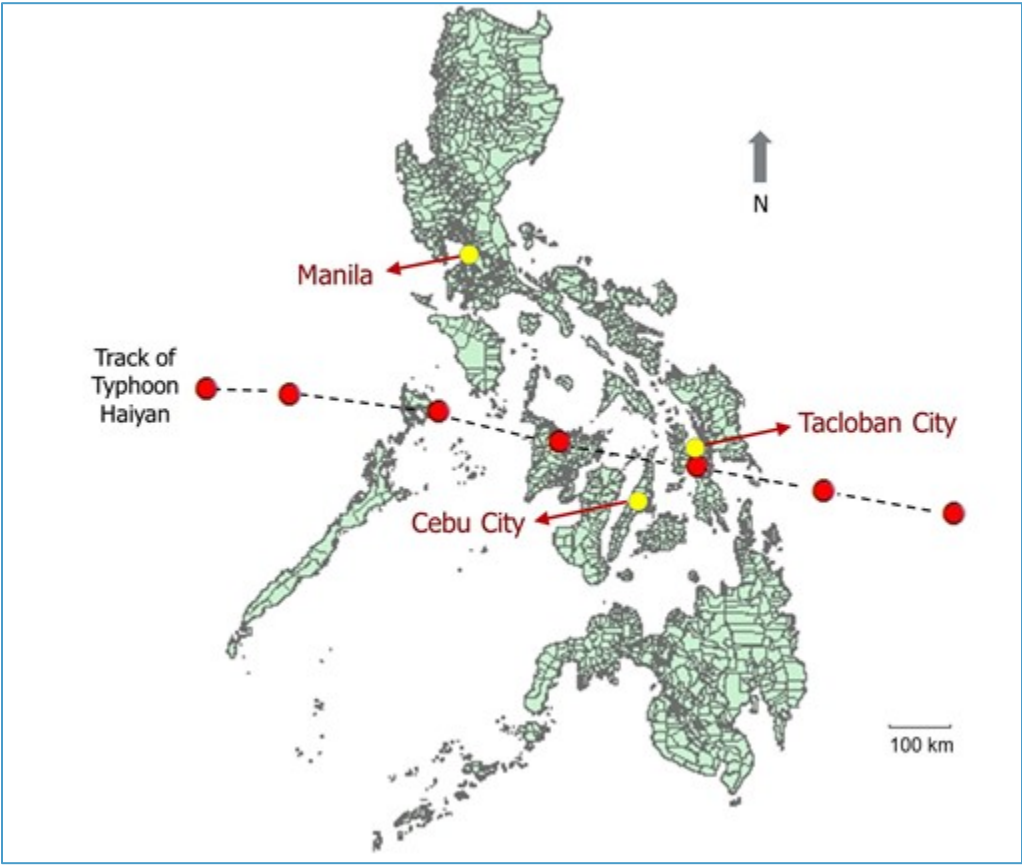 N
Manila
Track of
Typhoon
Haiyan
Tacloban City
Cebu City
100 km